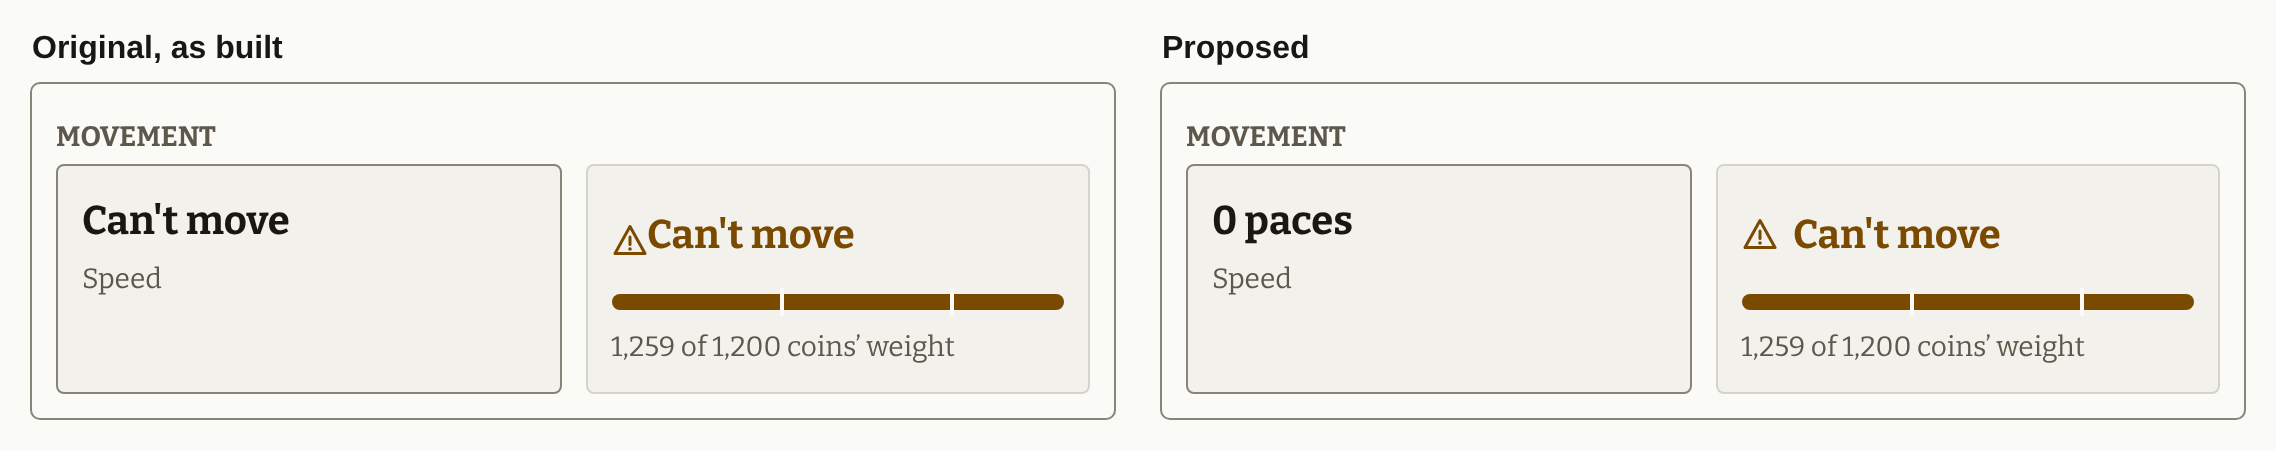 Original, as built
MOVEMENT
Can't move
Speed
Can't move
1,259 of 1,200 coins’ weight
Proposed
MOVEMENT
0 paces
Speed
Can't move
1,259 of 1,200 coins’ weight